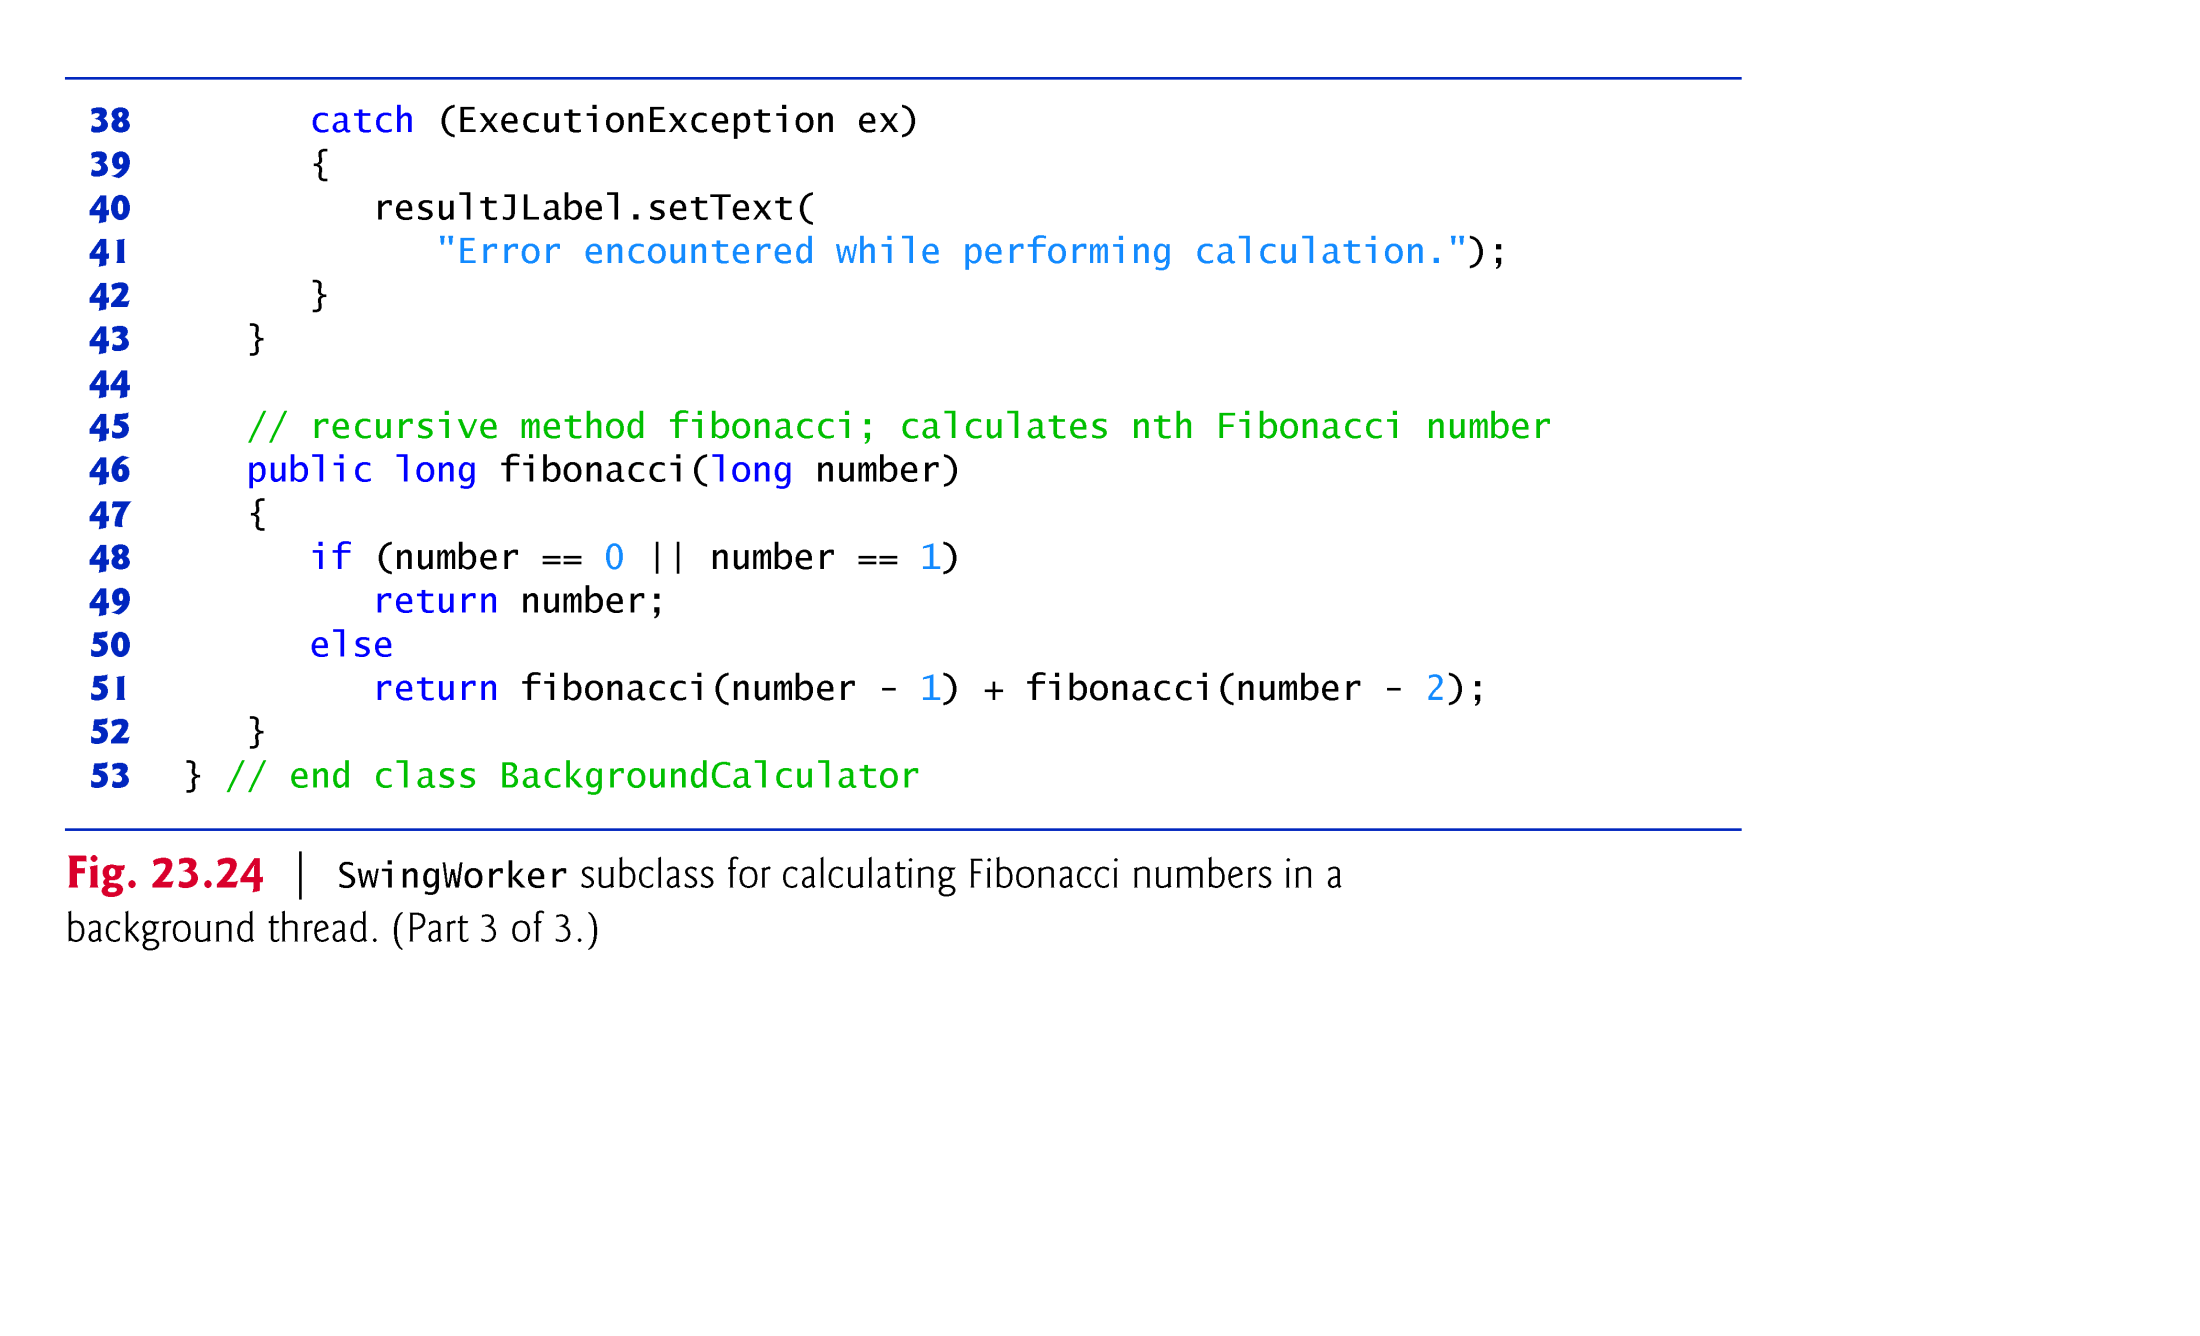 38 catch (ExecutionException ex)
39 {
40 resultJLabel.setText(
41 "Error encountered while performing calculation.");
42 }
43 }
44
45 // recursive method fibonacci; calculates nth Fibonacci number
46 public long fibonacci(long number)
47 {
48 if (number == 0 || number == 1)
49 return number;
50 else
51 return fibonacci(number - 1) + fibonacci(number - 2);
52 }
53 } // end class BackgroundCalculator
Fig. 23.24 | SwingWorker subclass for calculating Fibonacci numbers in a
background thread. (Part 3 of 3.)